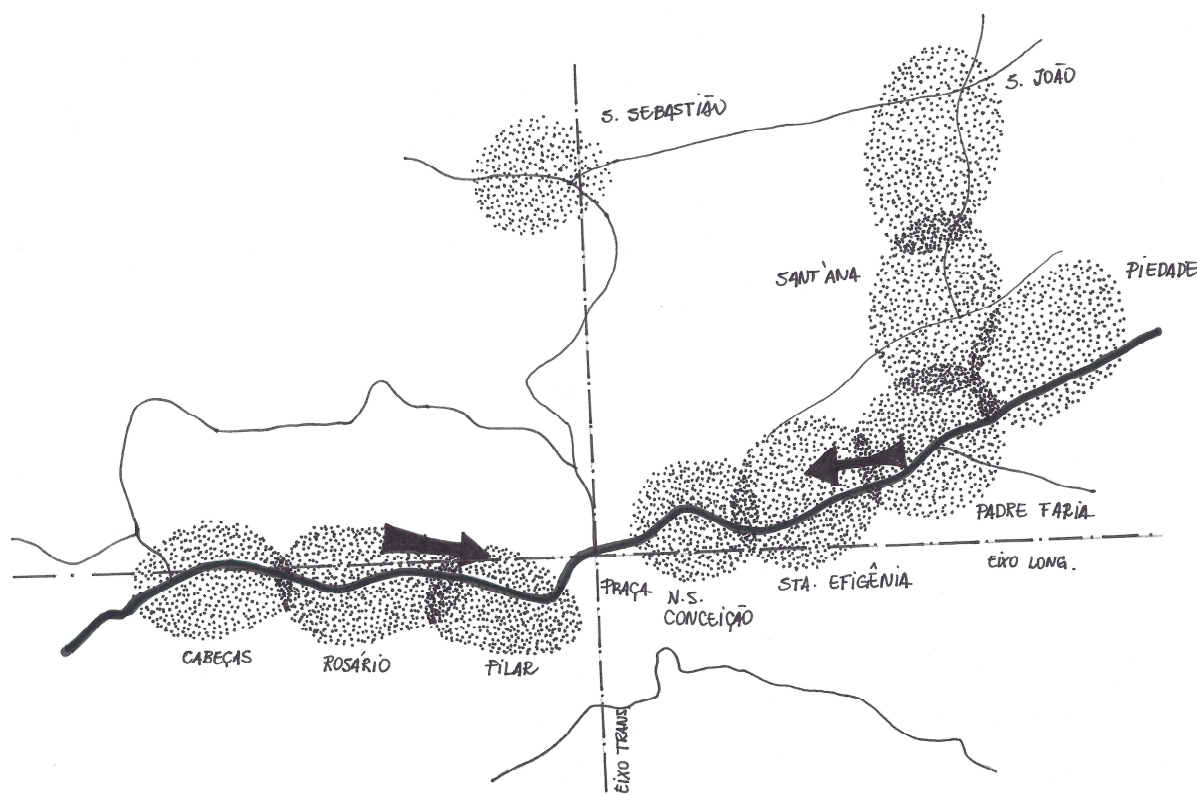 S. SEBASTIÃO
S. JOÃO
SANT'ANA
PIEDADE
PADRE FARIA
EIXO LONG.
PRAÇA
N.S.
CONCEIÇÃO
STA. EFIGÊNIA
CABEÇAS
ROSÁRIO
PILAR
EIXO TRANS.